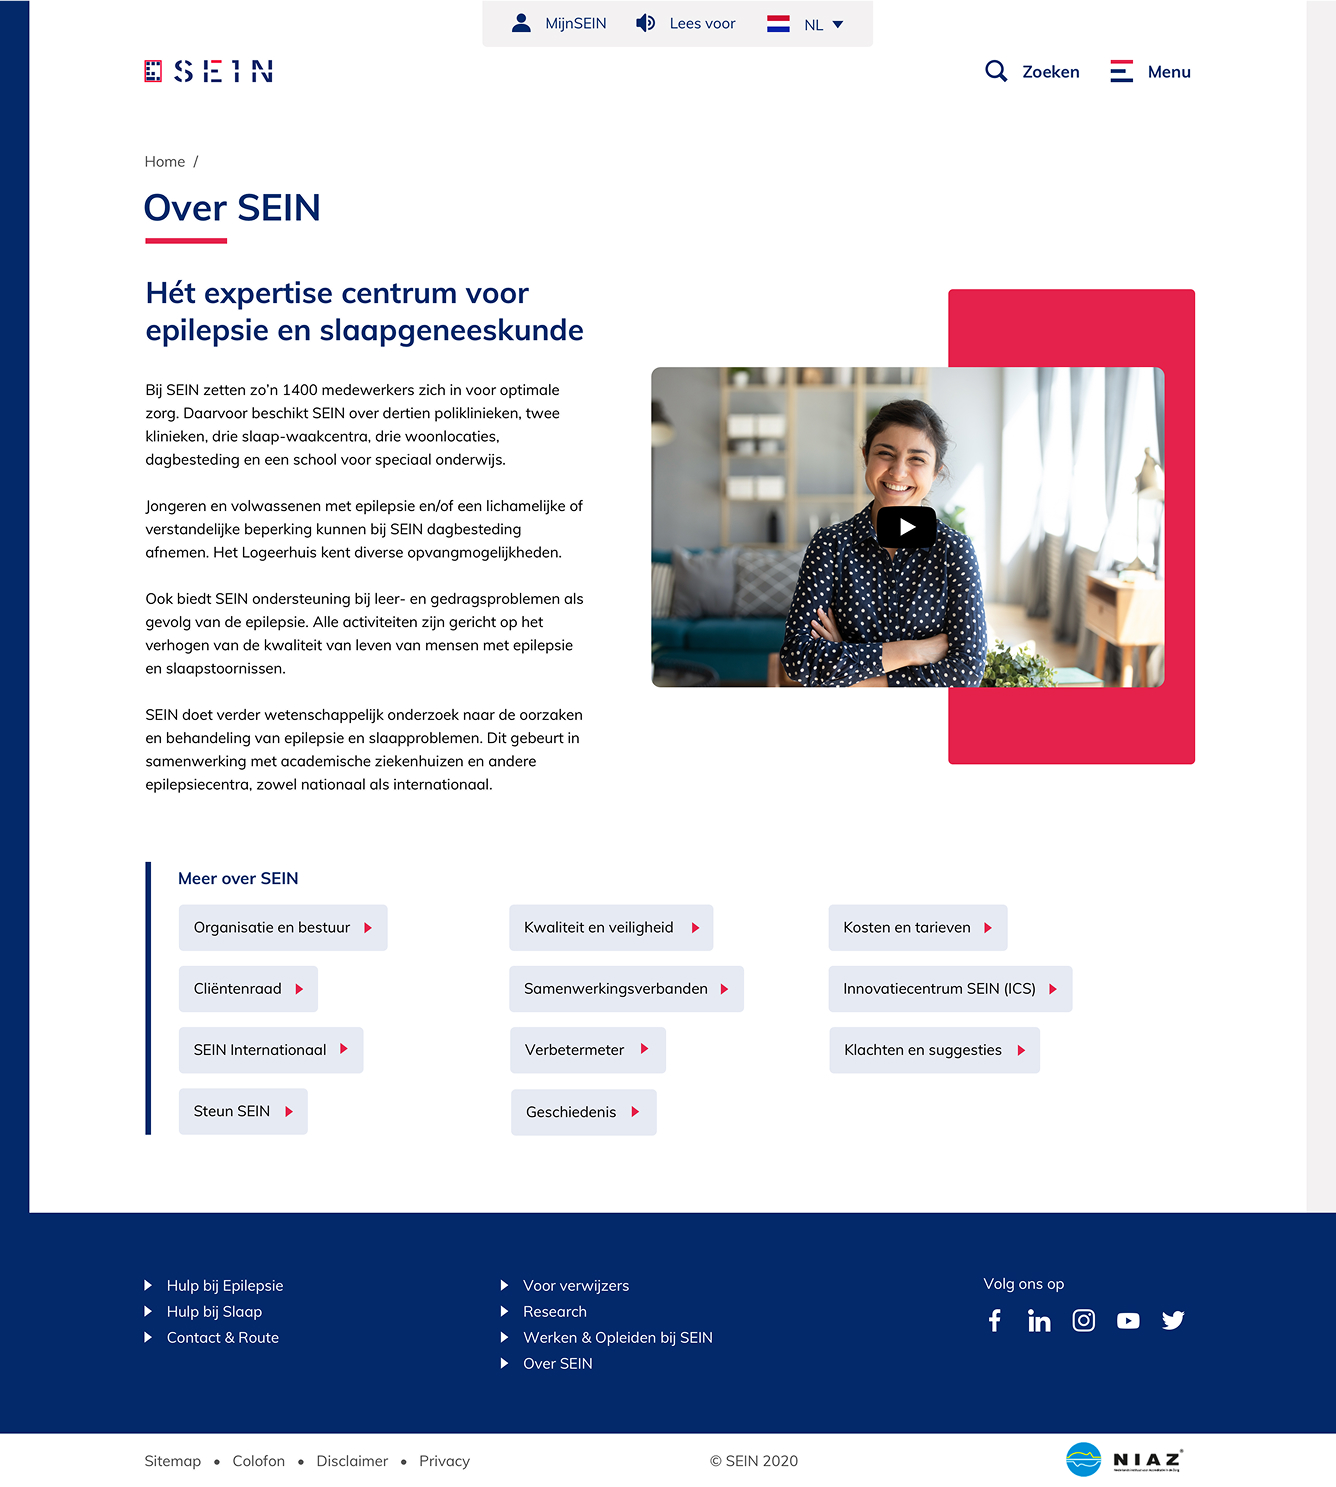 MijnSEIN
Lees voor
NL
SEIN
Zoeken
Menu
Home /
Over SEIN
Hét expertise centrum voor
epilepsie en slaapgeneeskunde
Bij SEIN zetten zo’n 1400 medewerkers zich in voor optimale
zorg. Daarvoor beschikt SEIN over dertien poliklinieken, twee
klinieken, drie slaap-waakcentra, drie woonlocaties,
dagbesteding en een school voor speciaal onderwijs.
Jongeren en volwassenen met epilepsie en/of een lichamelijke of
verstandelijke beperking kunnen bij SEIN dagbesteding
afnemen. Het Logeerhuis kent diverse opvangmogelijkheden.
Ook biedt SEIN ondersteuning bij leer- en gedragsproblemen als
gevolg van de epilepsie. Alle activiteiten zijn gericht op het
verhogen van de kwaliteit van leven van mensen met epilepsie
en slaapstoornissen.
SEIN doet verder wetenschappelijk onderzoek naar de oorzaken
en behandeling van epilepsie en slaapproblemen. Dit gebeurt in
samenwerking met academische ziekenhuizen en andere
epilepsiecentra, zowel nationaal als internationaal.
Meer over SEIN
Organisatie en bestuur
Kwaliteit en veiligheid
Kosten en tarieven
Cliëntenraad
Samenwerkingsverbanden
Innovatiecentrum SEIN (ICS)
SEIN Internationaal
Verbetermeter
Klachten en suggesties
Steun SEIN
Geschiedenis
Hulp bij Epilepsie
Hulp bij Slaap
Contact & Route
Voor verwijzers
Research
Werken & Opleiden bij SEIN
Over SEIN
Volg ons op
Sitemap • Colofon • Disclaimer • Privacy
© SEIN 2020
NIAZ